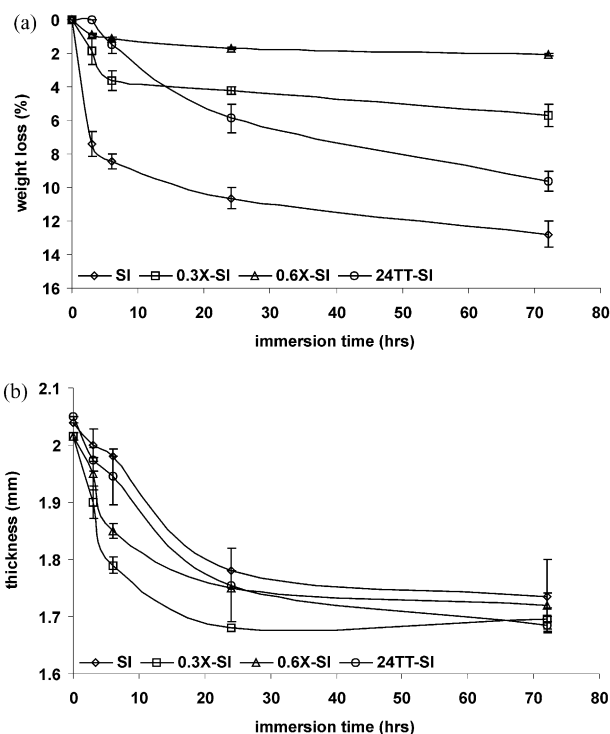 (a)
weight loss (%)
0
2
4
6
8
10
12
14
16
SI 0.3X-SI 0.6X-SI 24TT-SI
0 10 20 30 40 50 60 70 80
immersion time (hrs)
(b)
thickness (mm)
2.1
2
1.9
1.8
1.7
1.6
SI 0.3X-SI 0.6X-SI 24TT-SI
0 10 20 30 40 50 60 70 80
immersion time (hrs)